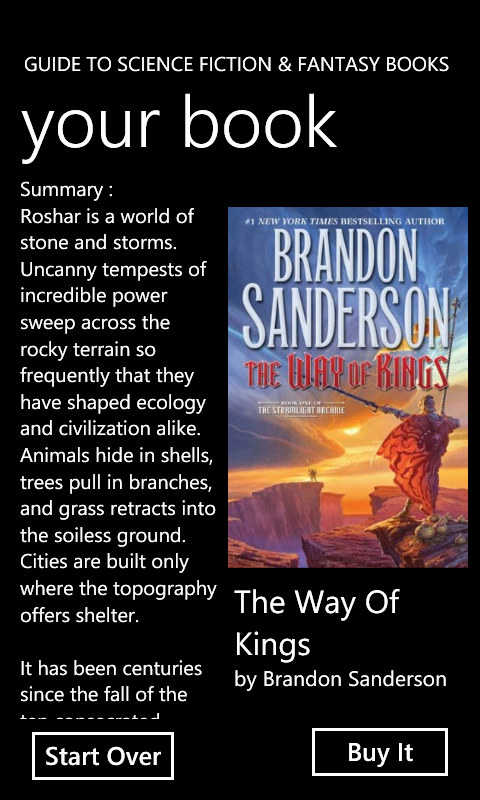 GUIDE TO SCIENCE FICTION & FANTASY BOOKS
your book
Summary :
Roshar is a world of
stone and storms.
Uncanny tempests of
incredible power
sweep across the
rocky terrain so
frequently that they
have shaped ecology
and civilization alike.
Animals hide in shells,
trees pull in branches,
and grass retracts into
the soiless ground.
Cities are built only
where the topography
offers shelter.
It has been centuries
since the fall of the
#1 NEW YORK TIMES BESTSELLING AUTHOR
BRANDON
SANDERSON
THE WAY OF KINGS
BOOK ONE OF
THE STORMLIGHT ARCHIVE
The Way Of
Kings
by Brandon Sanderson
Start Over
Buy It